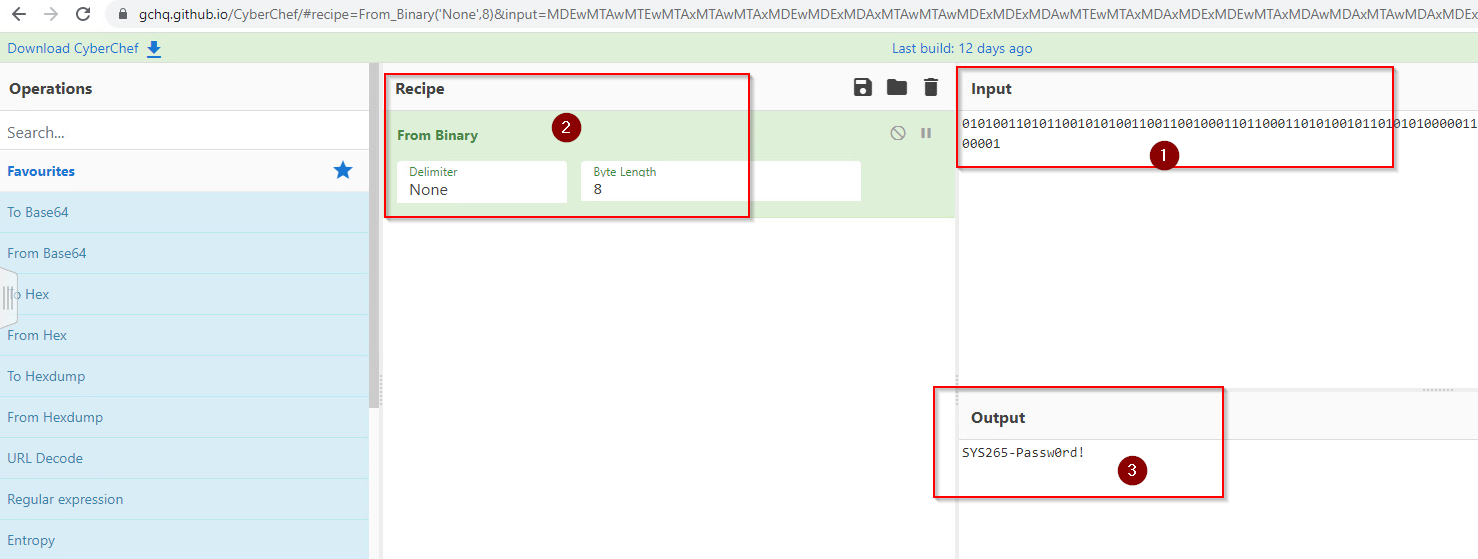 gchq.github.io/CyberChef/#recipe=From_Binary('None',8)&input=MDEwMTAwMTEwMTAxMTAwMTAxMDEwMDExMDAxMTAwMTAwMDExMDExMDAwMTEwMTAxMDAxMDExMDEwMTAxMDAwMDAxMTAwMDAxMDEx
Download CyberChef
Last build: 12 days ago
Operations
Recipe
Input
Search...
From Binary
2
0101001101011001010100110011001000110110001101010010110101010000011
00001
1
Favourites
Delimiter
None
Byte Length
8
To Base64
From Base64
To Hex
From Hex
To Hexdump
From Hexdump
URL Decode
Regular expression
Entropy
Output
SYS265-Passw0rd!
3